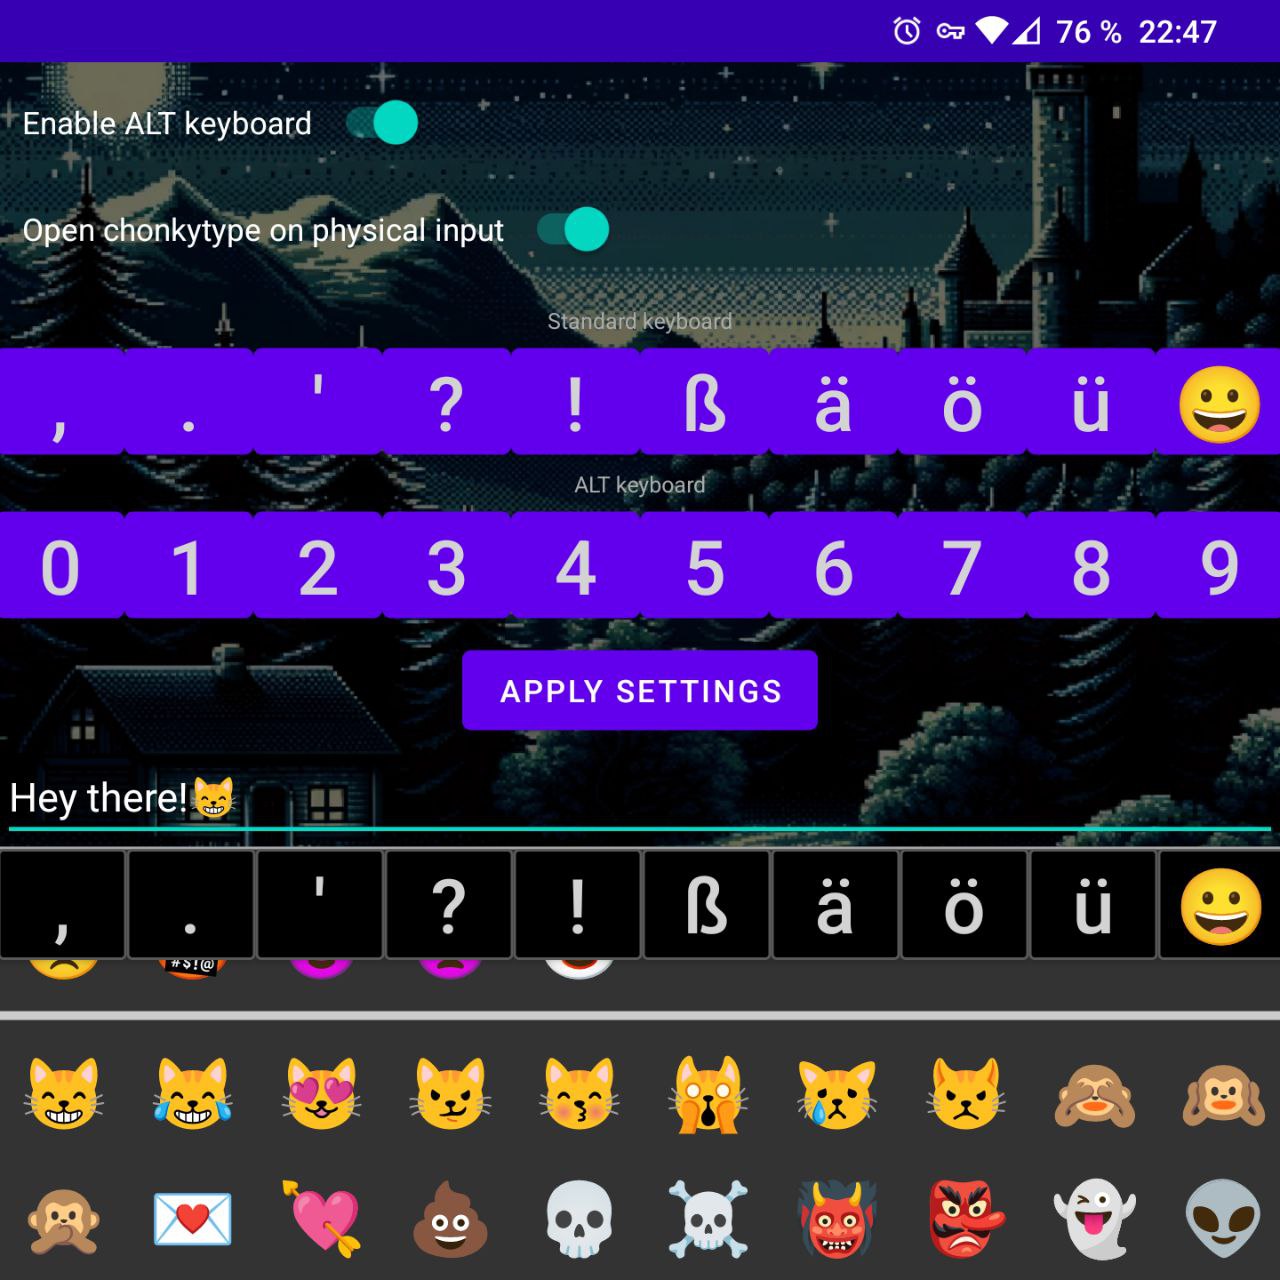 76 % 22:47
Enable ALT keyboard
Open chonkytype on physical input
Standard keyboard
, . ' ? ! ß ä ö ü 😀
ALT keyboard
0 1 2 3 4 5 6 7 8 9
APPLY SETTINGS
Hey there!😸
, . ' ? ! ß ä ö ü 😀
#$!@